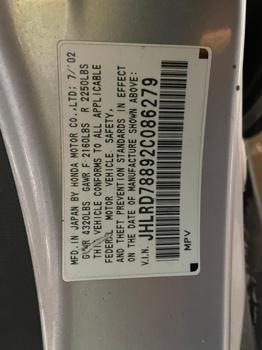 MFD. IN JAPAN BY HONDA MOTOR CO., LTD: 7/'02
GVWR 4320LBS GAWR F 2160LBS R 2250LBS
THIS VEHICLE CONFORMS TO ALL APPLICABLE
FEDERAL MOTOR VEHICLE SAFETY,
AND THEFT PREVENTION STANDARDS IN EFFECT
ON THE DATE OF MANUFACTURE SHOWN ABOVE.
V.I.N. JHLRD78892C086279
MPV